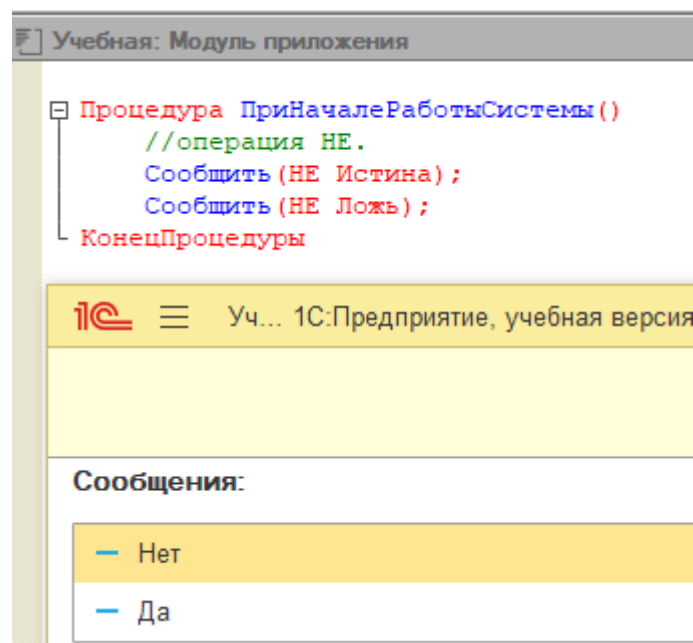 Учебная: Модуль приложения
Процедура ПриНачалеРаботыСистемы()
//операция НЕ.
Сообщить(НЕ Истина);
Сообщить(НЕ Ложь);
КонецПроцедуры
1С Уч... 1С:Предприятие, учебная версия
Сообщения:
Нет
Да